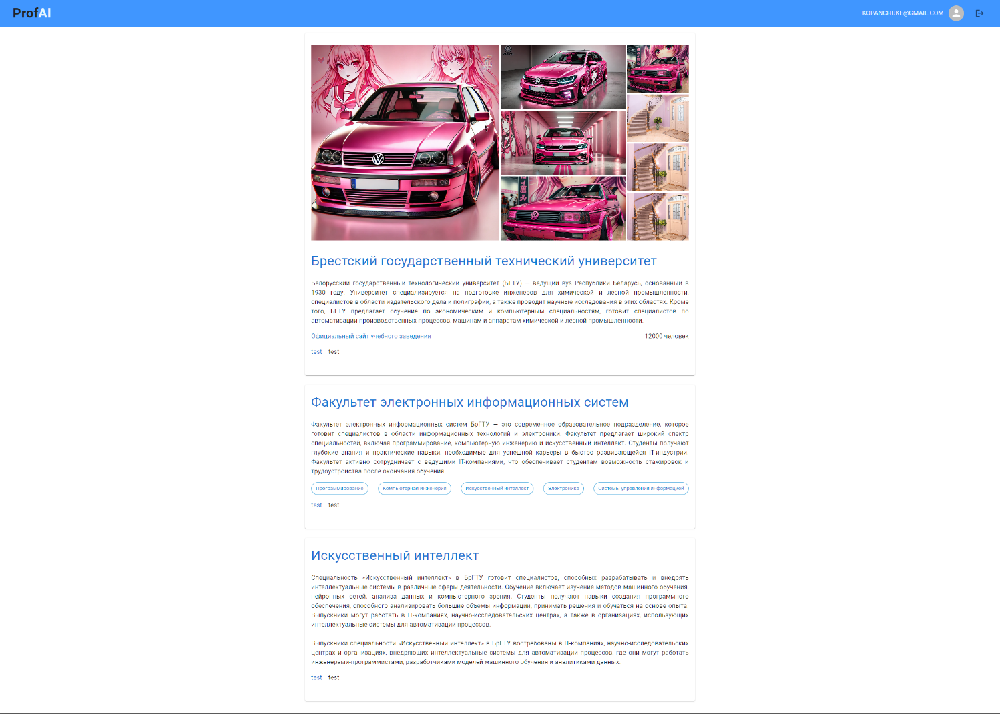 ProfAI
KOPANCHUKE@GMAIL.COM
Брестский государственный технический университет
Белорусский государственный технологический университет (БГТУ) — ведущий вуз Республики Беларусь, основанный в
1930 году. Университет специализируется на подготовке инженеров для химической и лесной промышленности,
специалистов в области издательского дела и полиграфии, а также проводит научные исследования в этих областях. Кроме
того, БГТУ предлагает обучение по экономическим и компьютерным специальностям, готовит специалистов по
автоматизации производственных процессов, машинам и аппаратам химической и лесной промышленности.
Официальный сайт учебного заведения 12000 человек
test test
Факультет электронных информационных систем
Факультет электронных информационных систем БрГТУ — это современное образовательное подразделение, которое
готовит специалистов в области информационных технологий и электроники. Факультет предлагает широкий спектр
специальностей, включая программирование, компьютерную инженерию и искусственный интеллект. Студенты получают
глубокие знания и практические навыки, необходимые для успешной карьеры в быстро развивающейся IT-индустрии.
Факультет активно сотрудничает с ведущими IT-компаниями, что обеспечивает студентам возможность стажировок и
трудоустройства после окончания обучения.
Программирование Компьютерная инженерия Искусственный интеллект Электроника Системы управления информацией
test test
Искусственный интеллект
Специальность «Искусственный интеллект» в БрГТУ готовит специалистов, способных разрабатывать и внедрять
интеллектуальные системы в различные сферы деятельности. Обучение включает изучение методов машинного обучения,
нейронных сетей, анализа данных и компьютерного зрения. Студенты получают навыки создания программного
обеспечения, способного анализировать большие объемы информации, принимать решения и обучаться на основе опыта.
Выпускники могут работать в IT-компаниях, научно-исследовательских центрах, а также в организациях, использующих
интеллектуальные системы для автоматизации процессов.
Выпускники специальности «Искусственный интеллект» в БрГТУ востребованы в IT-компаниях, научно-исследовательских
центрах и организациях, внедряющих интеллектуальные системы для автоматизации процессов, где они могут работать
инженерами-программистами, разработчиками моделей машинного обучения и аналитиками данных.
test test